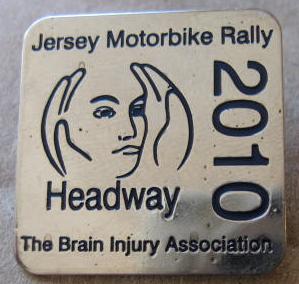 Jersey Motorbike Rally
2010
Headway
The Brain Injury Association